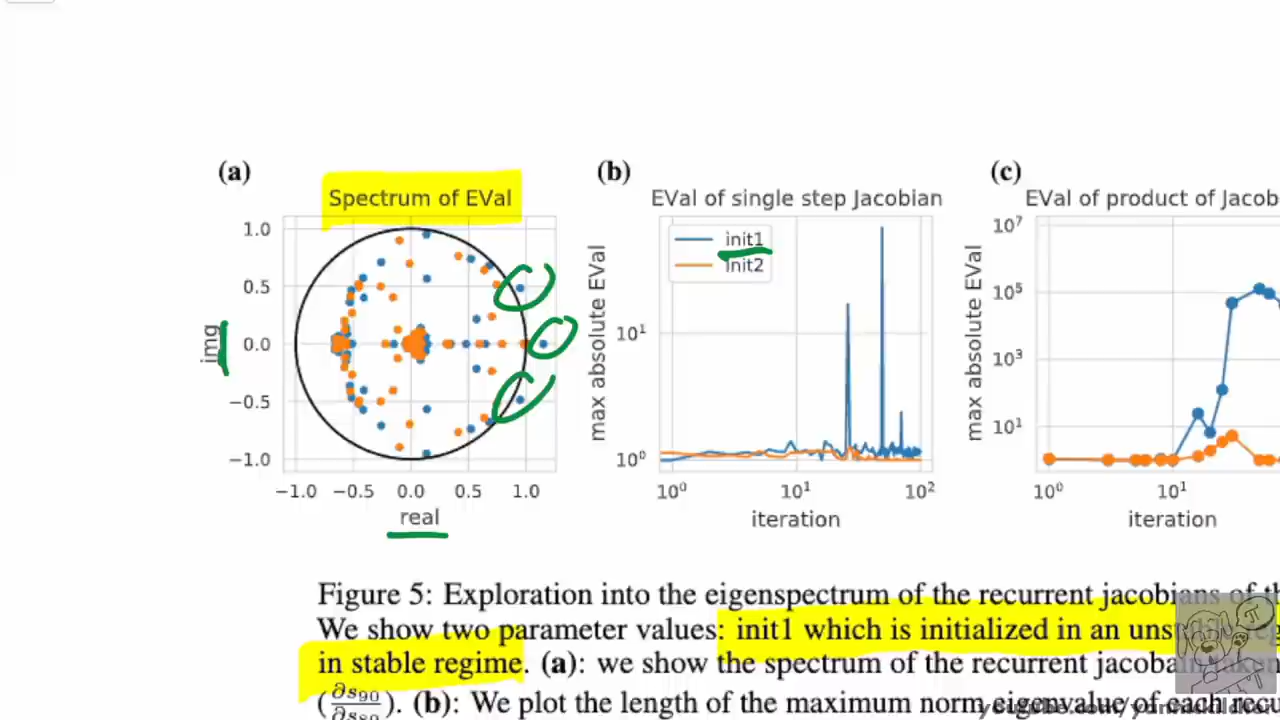 (a)
Spectrum of EVal
1.0
0.5
0.0
−0.5
−1.0
img
−1.0 −0.5 0.0 0.5 1.0
real
(b)
EVal of single step Jacobian
init1
init2
max absolute EVal
10¹
10⁰
10⁰ 10¹ 10²
iteration
(c)
EVal of product of Jacob
max absolute EVal
10⁷
10⁵
10³
10¹
10⁰ 10¹
iteration
Figure 5: Exploration into the eigenspectrum of the recurrent jacobians of th
We show two parameter values: init1 which is initialized in an uns
in stable regime. (a): we show the spectrum of the recurrent jacobain taken
(∂s₉₀
∂s₈₉). (b): We plot the length of the maximum norm eigenvalue of each recu
π